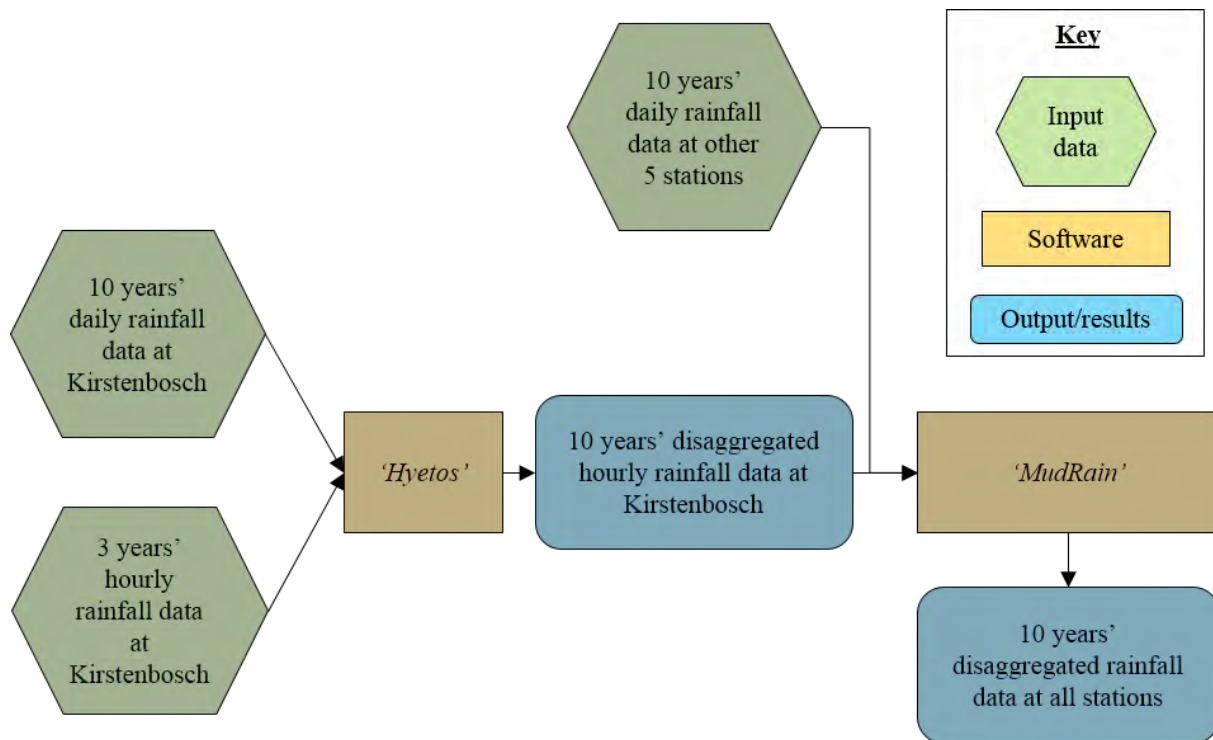 10 years’
daily rainfall
data at other
5 stations
Key
Input
data
Software
Output/results
10 years’
daily rainfall
data at
Kirstenbosch
3 years’
hourly
rainfall data
at
Kirstenbosch
‘Hyetos’
10 years’ disaggregated
hourly rainfall data at
Kirstenbosch
‘MudRain’
10 years’
disaggregated rainfall
data at all stations